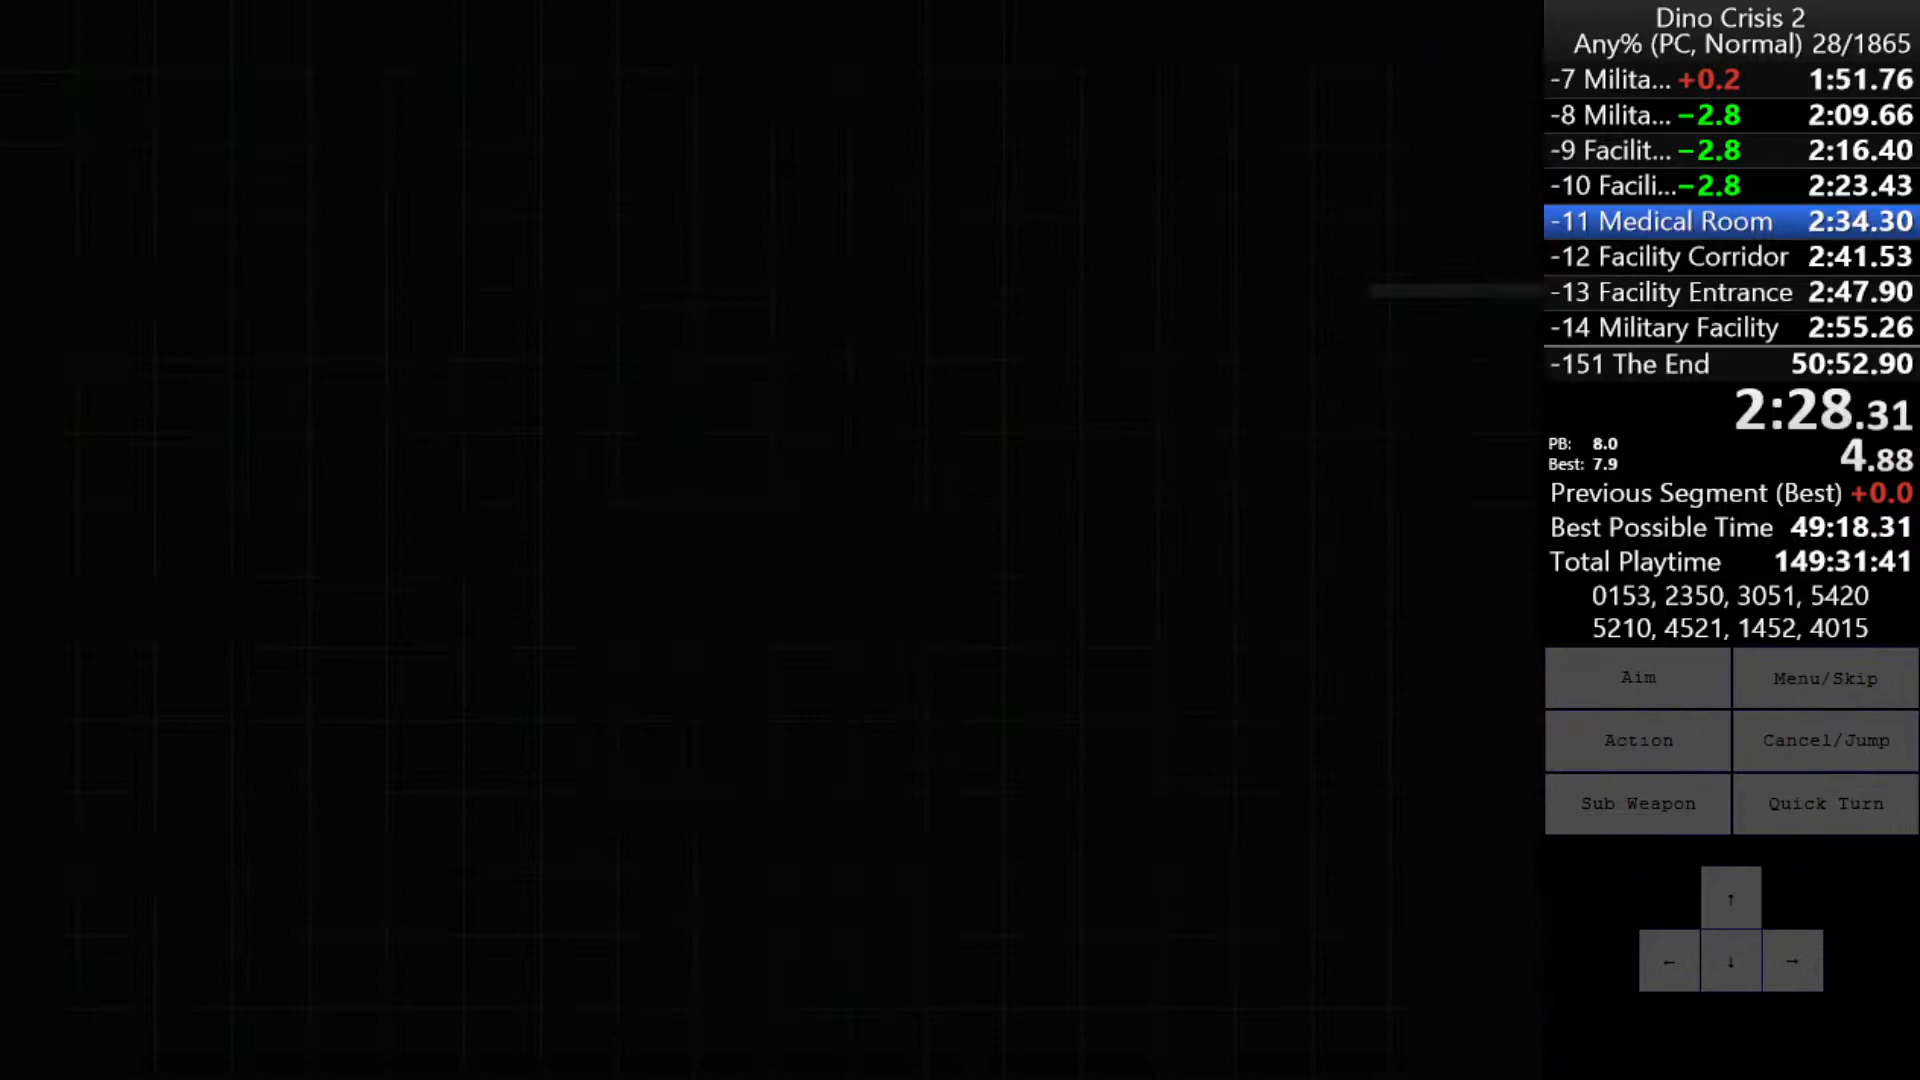 Dino Crisis 2
Any% (PC, Normal) 28/1865
-7 Milita... +0.2 1:51.76
-8 Milita... −2.8 2:09.66
-9 Facilit... −2.8 2:16.40
-10 Facili... −2.8 2:23.43
-11 Medical Room 2:34.30
-12 Facility Corridor 2:41.53
-13 Facility Entrance 2:47.90
-14 Military Facility 2:55.26
-151 The End 50:52.90
2:28.31
PB: 8.0
Best: 7.9
4.88
Previous Segment (Best) +0.0
Best Possible Time 49:18.31
Total Playtime 149:31:41
0153, 2350, 3051, 5420
5210, 4521, 1452, 4015
Aim Menu/Skip
Action Cancel/Jump
Sub Weapon Quick Turn
↑
← ↓ →